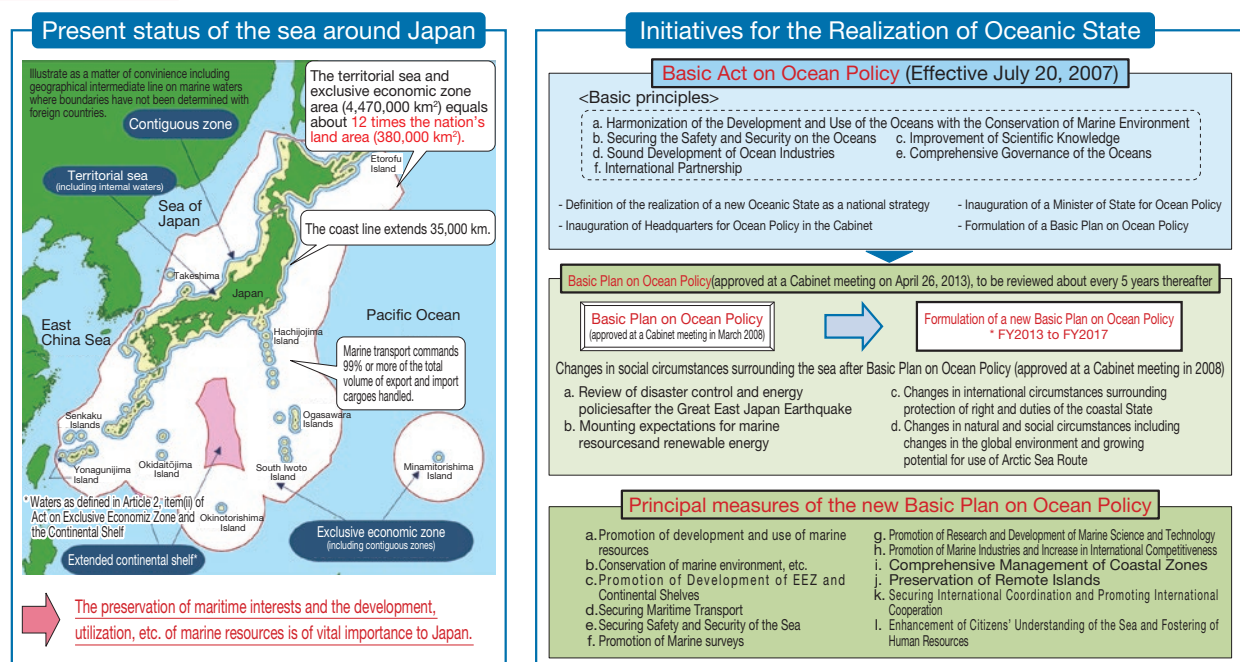 Present status of the sea around Japan
Illustrate as a matter of convinience including
geographical intermediate line on marine waters
where boundaries have not been determined with
foreign countries.
The territorial sea and
exclusive economic zone
area (4,470,000 km²) equals
about 12 times the nation's
land area (380,000 km²).
Contiguous zone
Etorofu
Island
Territorial sea
(including internal waters)
Sea of
Japan
The coast line extends 35,000 km.
Takeshima
Japan
East
China Sea
Pacific Ocean
Hachijojima
Island
Marine transport commands
99% or more of the total
volume of export and import
cargoes handled.
Senkaku
Islands
Ogasawara
Islands
Yonagunijima
Island
Okidaitōjima
Island
South Iwoto
Island
Minamitorishima
Island
* Waters as defined in Article 2, item(ii) of
Act on Exclusive Economiz Zone and
the Continental Shelf
Okinotorishima
Island
Exclusive economic zone
(including contiguous zones)
Extended continental shelf*
The preservation of maritime interests and the development,
utilization, etc. of marine resources is of vital importance to Japan.
Initiatives for the Realization of Oceanic State
Basic Act on Ocean Policy (Effective July 20, 2007)
<Basic principles>
a. Harmonization of the Development and Use of the Oceans with the Conservation of Marine Environment
b. Securing the Safety and Security on the Oceans c. Improvement of Scientific Knowledge
d. Sound Development of Ocean Industries e. Comprehensive Governance of the Oceans
f. International Partnership
- Definition of the realization of a new Oceanic State as a national strategy - Inauguration of a Minister of State for Ocean Policy
- Inauguration of Headquarters for Ocean Policy in the Cabinet - Formulation of a Basic Plan on Ocean Policy
Basic Plan on Ocean Policy(approved at a Cabinet meeting on April 26, 2013), to be reviewed about every 5 years thereafter
Basic Plan on Ocean Policy
(approved at a Cabinet meeting in March 2008)
Formulation of a new Basic Plan on Ocean Policy
* FY2013 to FY2017
Changes in social circumstances surrounding the sea after Basic Plan on Ocean Policy (approved at a Cabinet meeting in 2008)
a. Review of disaster control and energy
policiesafter the Great East Japan Earthquake
b. Mounting expectations for marine
resourcesand renewable energy
c. Changes in international circumstances surrounding
protection of right and duties of the coastal State
d. Changes in natural and social circumstances including
changes in the global environment and growing
potential for use of Arctic Sea Route
Principal measures of the new Basic Plan on Ocean Policy
a. Promotion of development and use of marine
resources
b. Conservation of marine environment, etc.
c. Promotion of Development of EEZ and
Continental Shelves
d. Securing Maritime Transport
e. Securing Safety and Security of the Sea
f. Promotion of Marine surveys
g. Promotion of Research and Development of Marine Science and Technology
h. Promotion of Marine Industries and Increase in International Competitiveness
i. Comprehensive Management of Coastal Zones
j. Preservation of Remote Islands
k. Securing International Coordination and Promoting International
Cooperation
l. Enhancement of Citizens' Understanding of the Sea and Fostering of
Human Resources